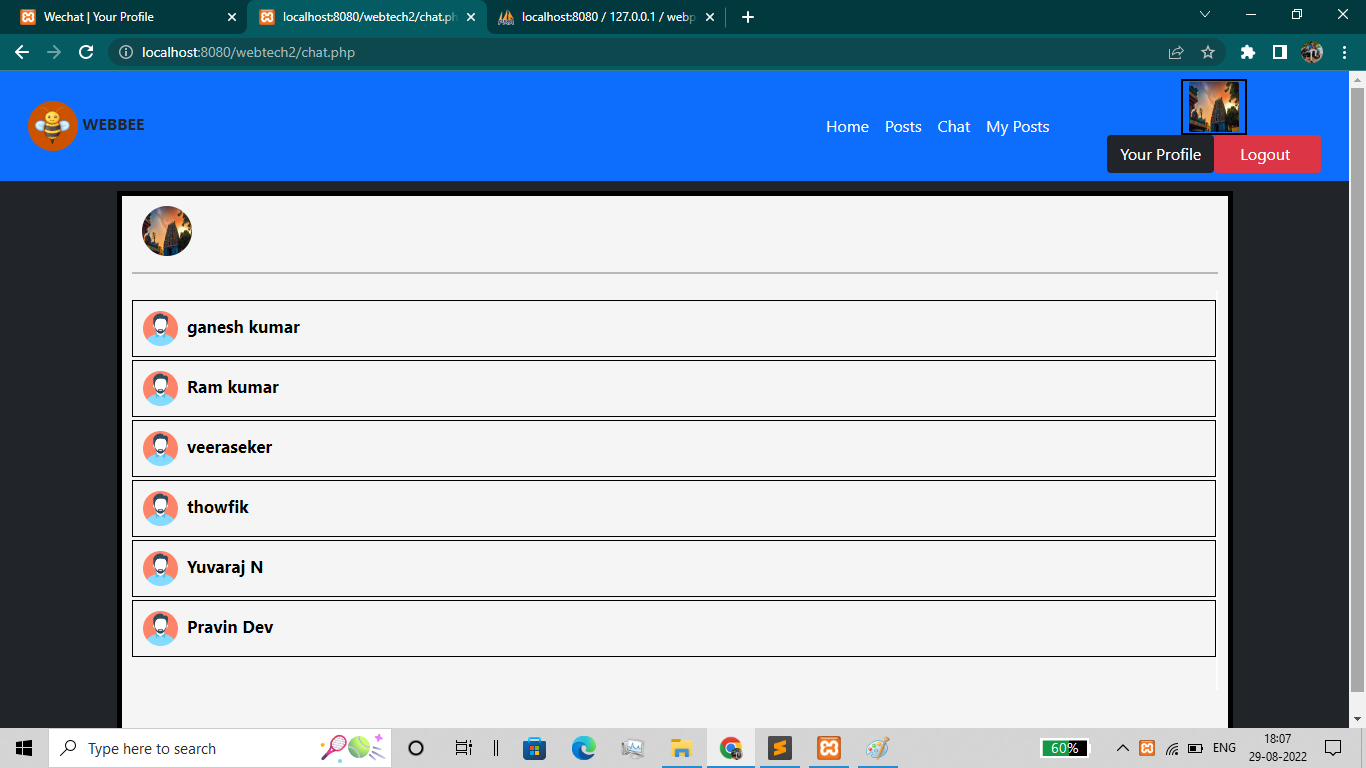 Wechat | Your Profile
localhost:8080/webtech2/chat.ph
localhost:8080 / 127.0.0.1 / webp
localhost:8080/webtech2/chat.php
WEBBEE
Home Posts Chat My Posts
Your Profile Logout
ganesh kumar
Ram kumar
veeraseker
thowfik
Yuvaraj N
Pravin Dev
Type here to search
60%
ENG
18:07
29-08-2022